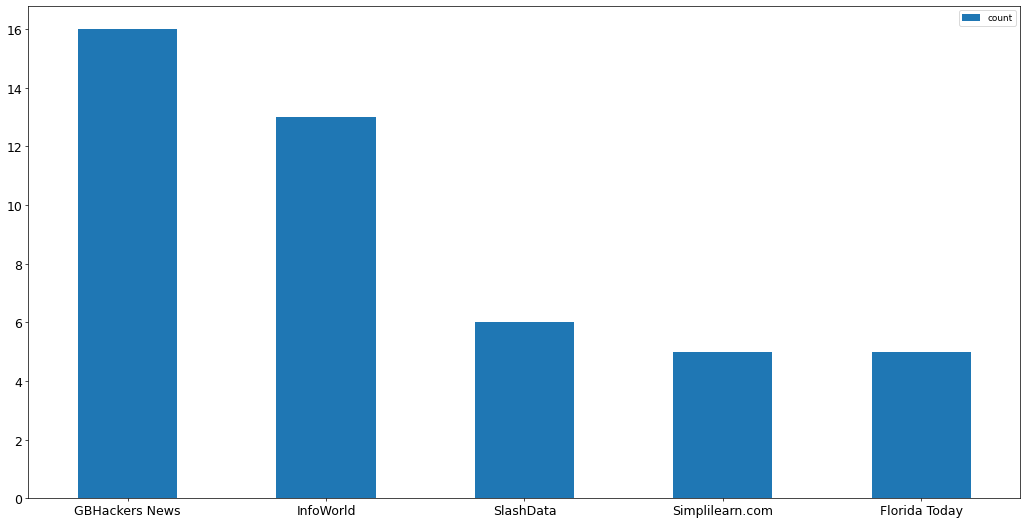 count
16
14
12
10
8
6
4
2
0
GBHackers News
InfoWorld
SlashData
Simplilearn.com
Florida Today